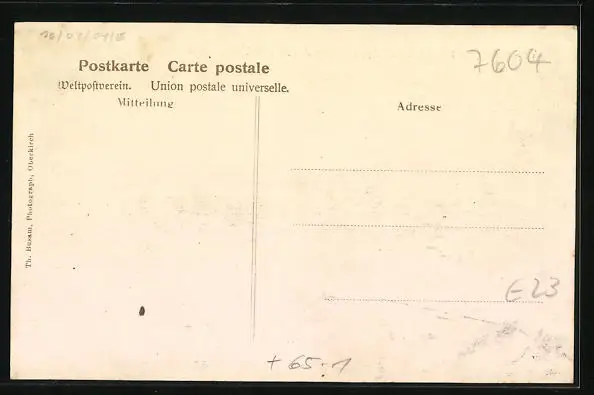 7604
Postkarte Carte postale
Weltpostverein. Union postale universelle.
Mitteilung
Adresse
Th. Busam, Photograph, Oberkirch
E23
+ 65-1